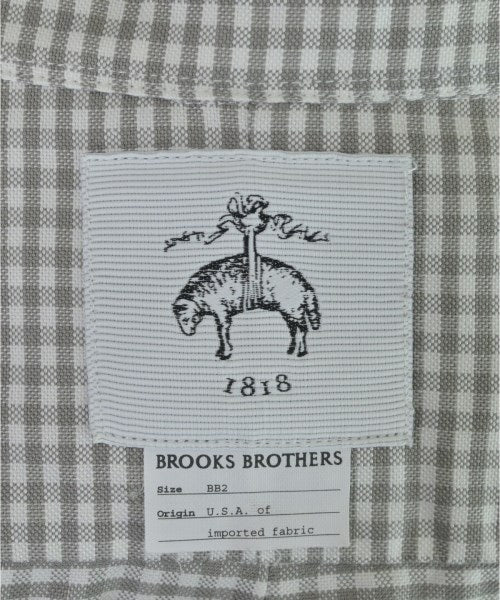 1818
BROOKS BROTHERS
Size BB2
Origin U.S.A. of
imported fabric